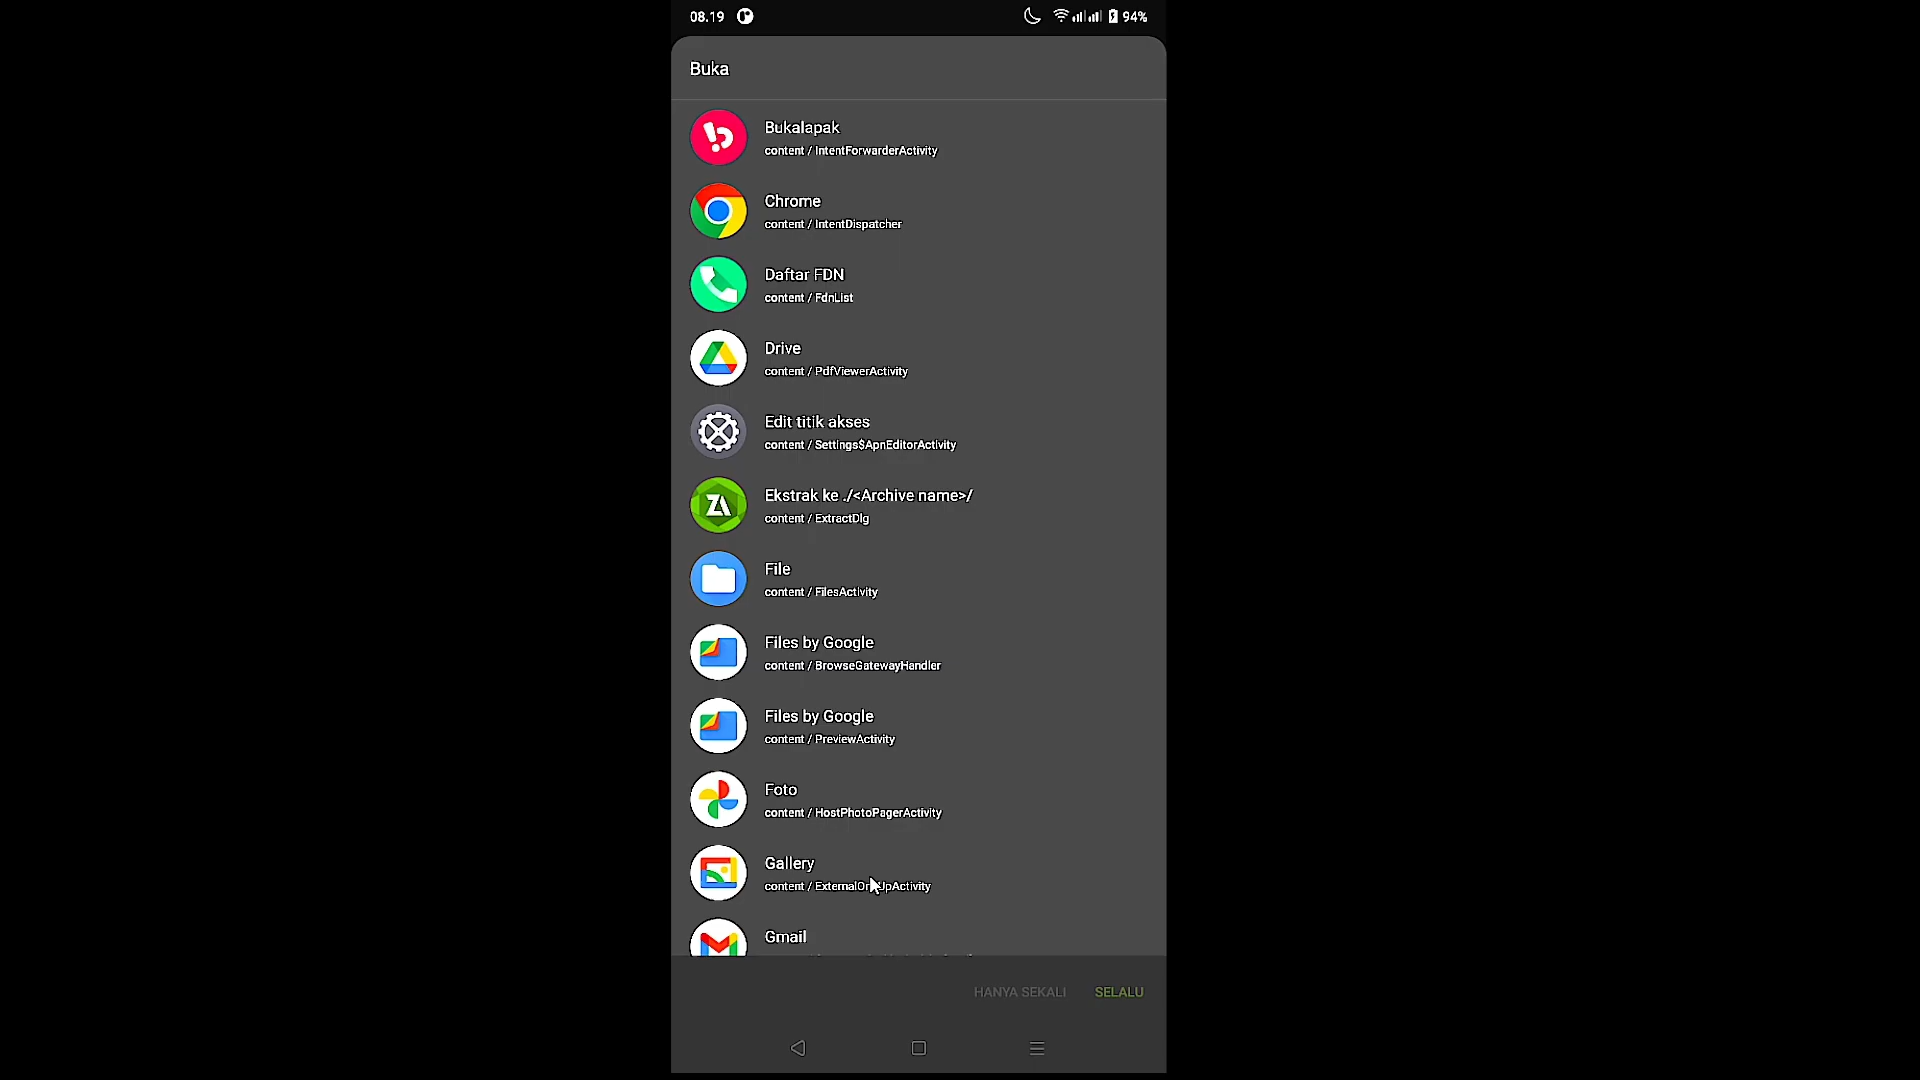 08.19
94%
Buka
Bukalapak
content / IntentForwarderActivity
Chrome
content / IntentDispatcher
Daftar FDN
content / FdnList
Drive
content / PdfViewerActivity
Edit titik akses
content / Settings$ApnEditorActivity
Ekstrak ke ./<Archive name>/
content / ExtractDlg
File
content / FilesActivity
Files by Google
content / BrowseGatewayHandler
Files by Google
content / PreviewActivity
Foto
content / HostPhotoPagerActivity
Gallery
content /
Gmail
HANYA SEKALI
SELALU